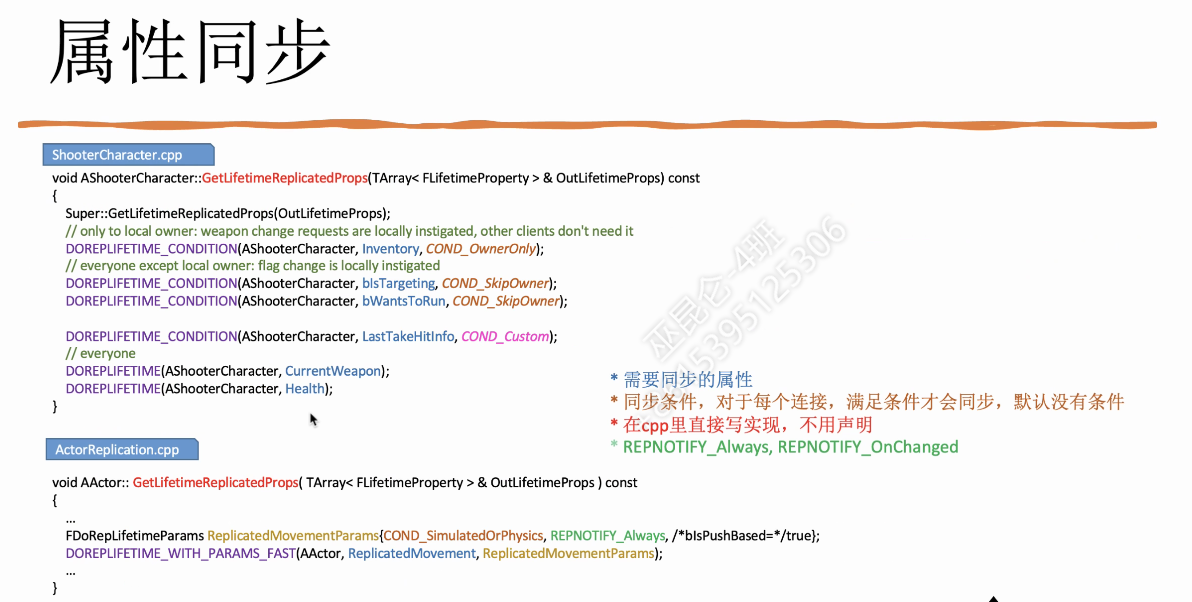 属性同步
ShooterCharacter.cpp
void AShooterCharacter::GetLifetimeReplicatedProps(TArray< FLifetimeProperty > & OutLifetimeProps) const
{
Super::GetLifetimeReplicatedProps(OutLifetimeProps);
// only to local owner: weapon change requests are locally instigated, other clients don't need it
DOREPLIFETIME_CONDITION(AShooterCharacter, Inventory, COND_OwnerOnly);
// everyone except local owner: flag change is locally instigated
DOREPLIFETIME_CONDITION(AShooterCharacter, bIsTargeting, COND_SkipOwner);
DOREPLIFETIME_CONDITION(AShooterCharacter, bWantsToRun, COND_SkipOwner);
DOREPLIFETIME_CONDITION(AShooterCharacter, LastTakeHitInfo, COND_Custom);
// everyone
DOREPLIFETIME(AShooterCharacter, CurrentWeapon);
DOREPLIFETIME(AShooterCharacter, Health);
}
* 需要同步的属性
* 同步条件，对于每个连接，满足条件才会同步，默认没有条件
* 在cpp里直接写实现，不用声明
* REPNOTIFY_Always, REPNOTIFY_OnChanged
巫昆仑-4班
ActorReplication.cpp
void AActor:: GetLifetimeReplicatedProps( TArray< FLifetimeProperty > & OutLifetimeProps ) const
{
...
FDoRepLifetimeParams ReplicatedMovementParams{COND_SimulatedOrPhysics, REPNOTIFY_Always, /*bIsPushBased=*/true};
DOREPLIFETIME_WITH_PARAMS_FAST(AActor, ReplicatedMovement, ReplicatedMovementParams);
...
}